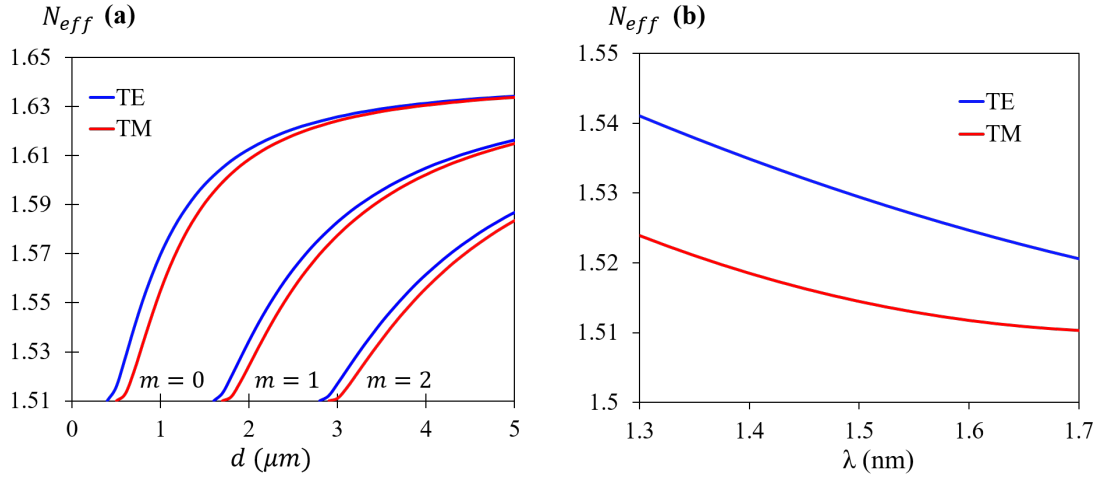 N_eff (a)
1.65
1.63
1.61
1.59
1.57
1.55
1.53
1.51
TE
TM
m = 0
m = 1
m = 2
0 1 2 3 4 5
d (μm)
N_eff (b)
1.55
1.54
1.53
1.52
1.51
1.5
TE
TM
1.3 1.4 1.5 1.6 1.7
λ (nm)